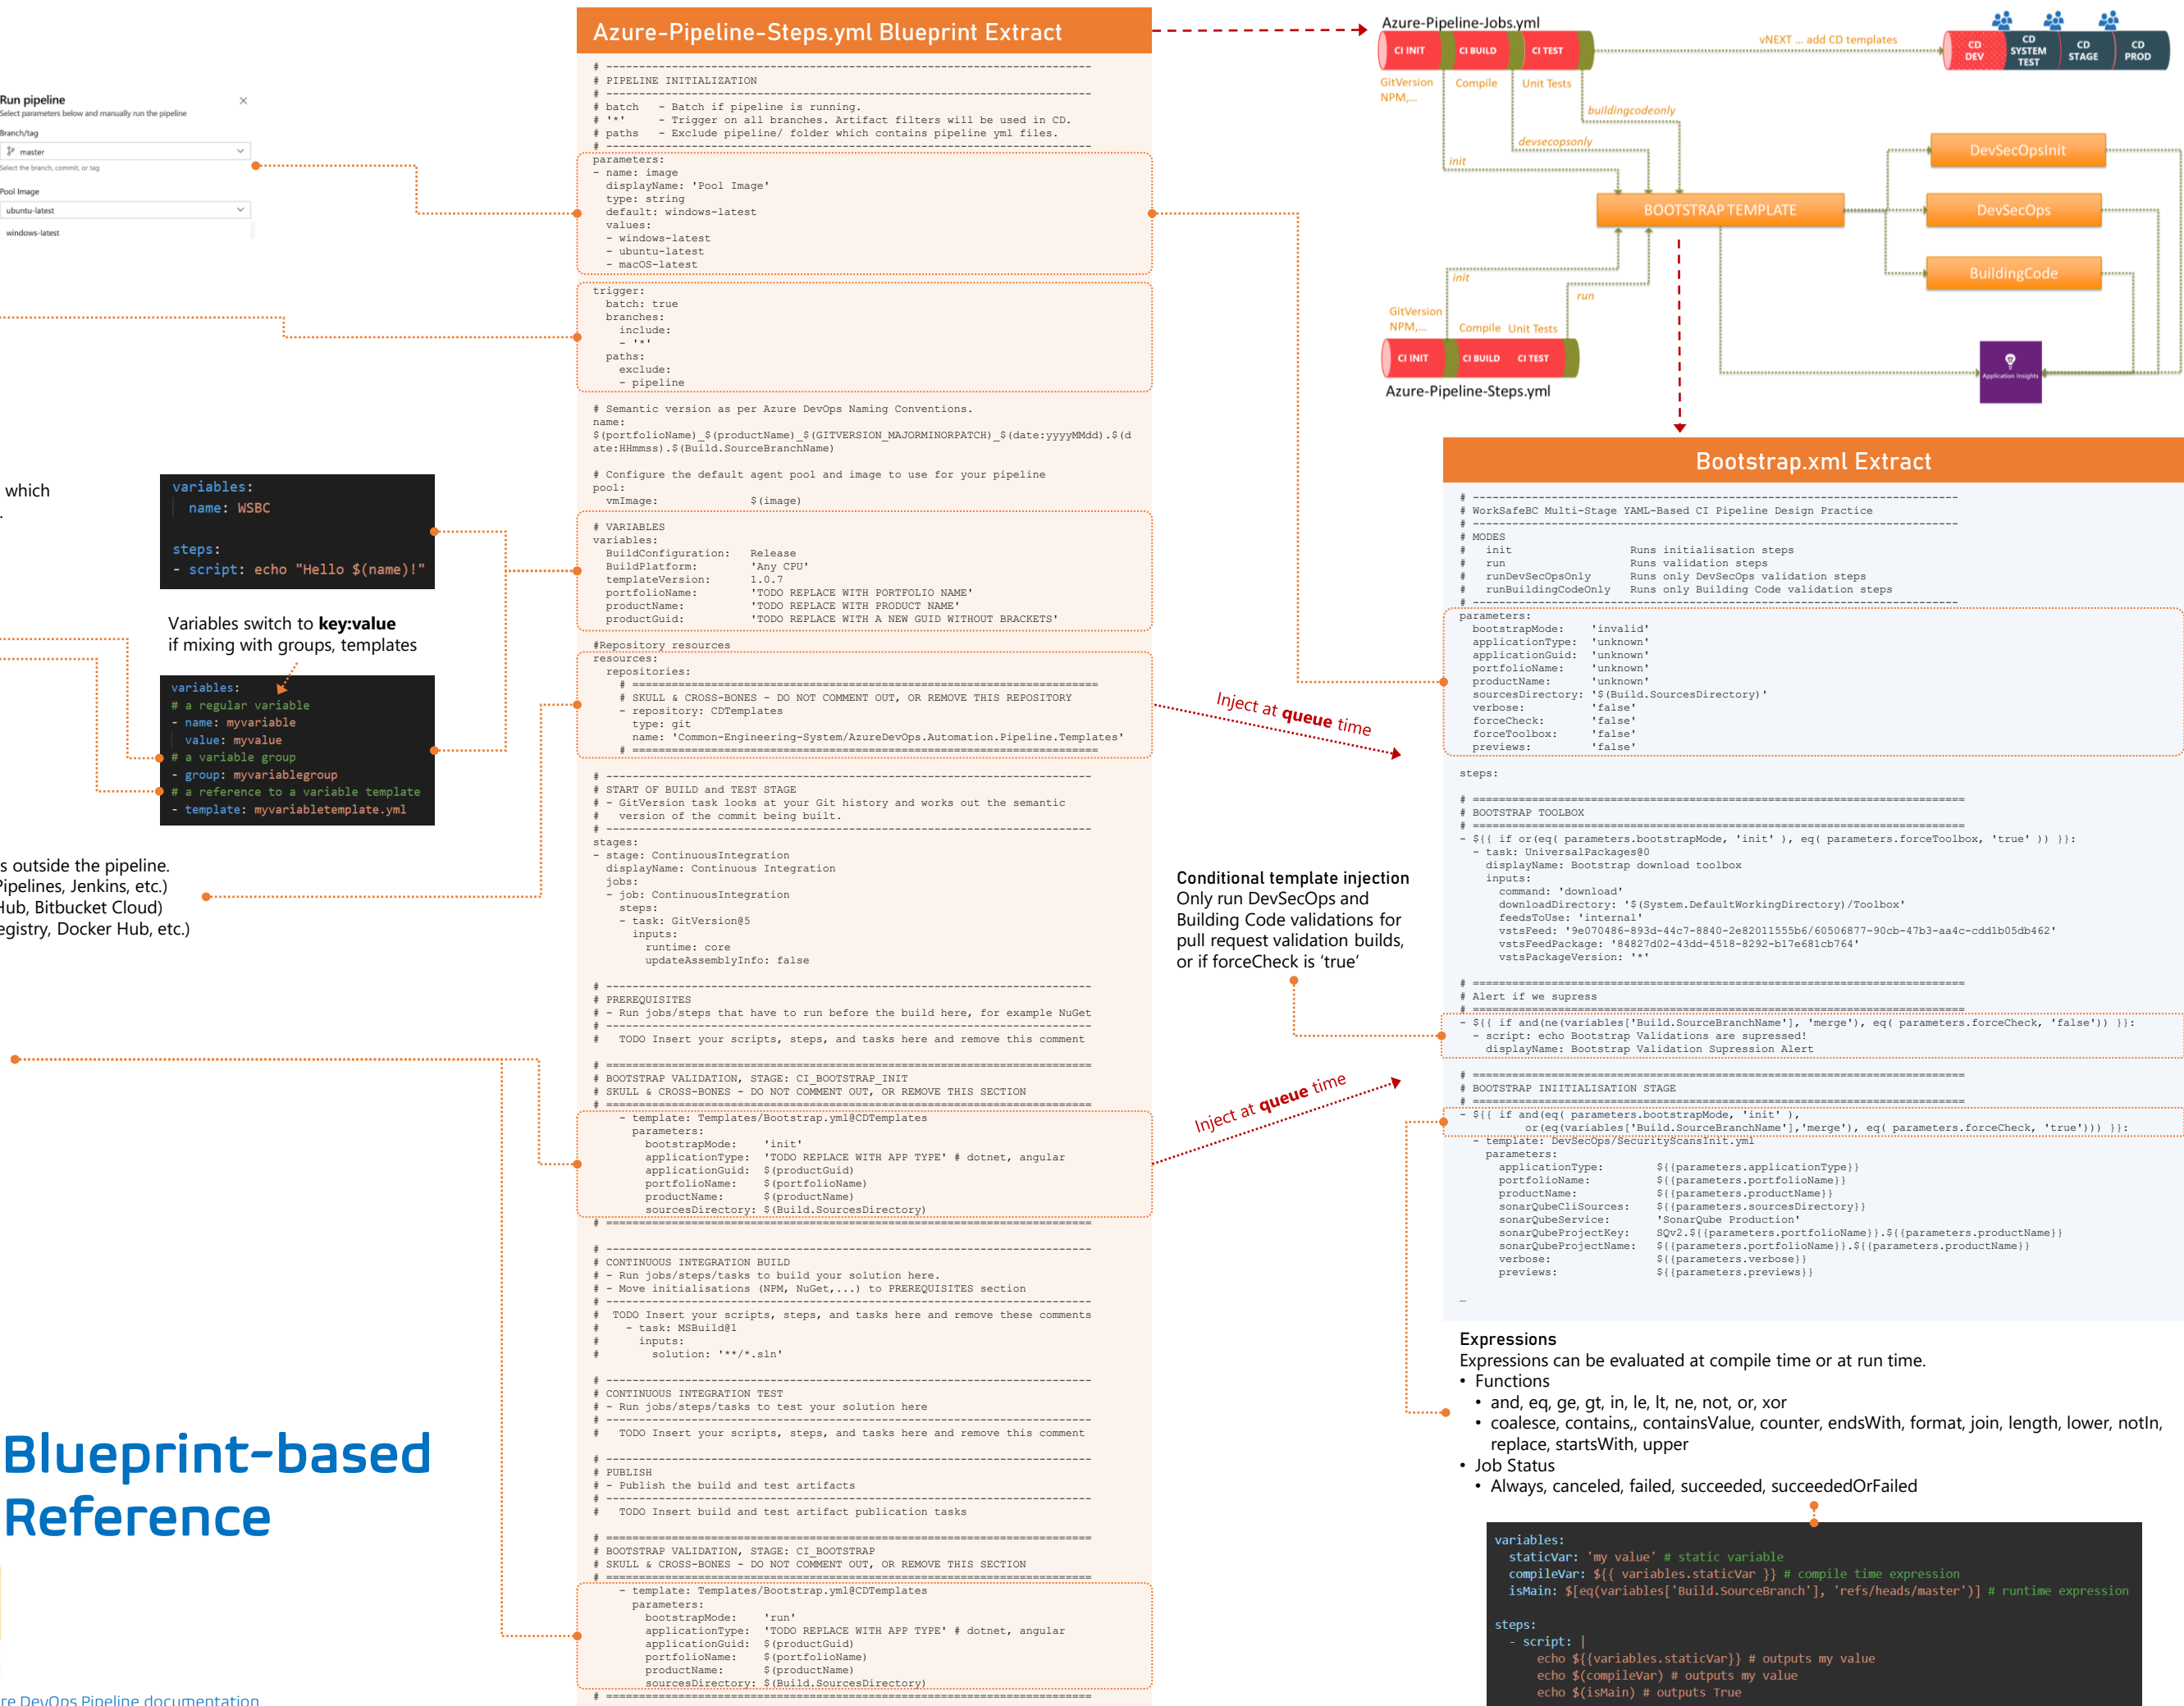 Run pipeline
Select parameters below and manually run the pipeline
Branch/tag
master
Select the branch, commit, or tag
Pool Image
ubuntu-latest
windows-latest
which
.
variables:
  name: WSBC
steps:
- script: echo "Hello $(name)!"
Variables switch to key:value
if mixing with groups, templates
variables:
# a regular variable
- name: myvariable
  value: myvalue
# a variable group
- group: myvariablegroup
# a reference to a variable template
- template: myvariabletemplate.yml
s outside the pipeline.
Pipelines, Jenkins, etc.)
Hub, Bitbucket Cloud)
egistry, Docker Hub, etc.)
Blueprint-based
Reference
re DevOps Pipeline documentation
Azure-Pipeline-Steps.yml Blueprint Extract
# --------------------------------------------------------------------------
# PIPELINE INITIALIZATION
# --------------------------------------------------------------------------
# batch   - Batch if pipeline is running.
# '*'     - Trigger on all branches. Artifact filters will be used in CD.
# paths   - Exclude pipeline/ folder which contains pipeline yml files.
# --------------------------------------------------------------------------
parameters:
- name: image
  displayName: 'Pool Image'
  type: string
  default: windows-latest
  values:
  - windows-latest
  - ubuntu-latest
  - macOS-latest
trigger:
  batch: true
  branches:
    include:
    - '*'
  paths:
    exclude:
    - pipeline
# Semantic version as per Azure DevOps Naming Conventions.
name:
$(portfolioName)_$(productName)_$(GITVERSION_MAJORMINORPATCH)_$(date:yyyyMMdd).$(d
ate:HHmmss).$(Build.SourceBranchName)
# Configure the default agent pool and image to use for your pipeline
pool:
  vmImage:              $(image)
# VARIABLES
variables:
  BuildConfiguration:   Release
  BuildPlatform:        'Any CPU'
  templateVersion:      1.0.7
  portfolioName:        'TODO REPLACE WITH PORTFOLIO NAME'
  productName:          'TODO REPLACE WITH PRODUCT NAME'
  productGuid:          'TODO REPLACE WITH A NEW GUID WITHOUT BRACKETS'
#Repository resources
resources:
  repositories:
    # ======================================================================
    # SKULL & CROSS-BONES - DO NOT COMMENT OUT, OR REMOVE THIS REPOSITORY
    - repository: CDTemplates
      type: git
      name: 'Common-Engineering-System/AzureDevOps.Automation.Pipeline.Templates'
    # ======================================================================
# --------------------------------------------------------------------------
# START OF BUILD and TEST STAGE
# - GitVersion task looks at your Git history and works out the semantic
#   version of the commit being built.
# --------------------------------------------------------------------------
stages:
- stage: ContinuousIntegration
  displayName: Continuous Integration
  jobs:
  - job: ContinuousIntegration
    steps:
    - task: GitVersion@5
      inputs:
        runtime: core
        updateAssemblyInfo: false
# --------------------------------------------------------------------------
# PREREQUISITES
# - Run jobs/steps that have to run before the build here, for example NuGet
# --------------------------------------------------------------------------
#   TODO Insert your scripts, steps, and tasks here and remove this comment
# ==========================================================================
# BOOTSTRAP VALIDATION, STAGE: CI_BOOTSTRAP_INIT
# SKULL & CROSS-BONES - DO NOT COMMENT OUT, OR REMOVE THIS SECTION
# ==========================================================================
    - template: Templates/Bootstrap.yml@CDTemplates
      parameters:
        bootstrapMode:    'init'
        applicationType:  'TODO REPLACE WITH APP TYPE' # dotnet, angular
        applicationGuid:  $(productGuid)
        portfolioName:    $(portfolioName)
        productName:      $(productName)
        sourcesDirectory: $(Build.SourcesDirectory)
# ==========================================================================
# --------------------------------------------------------------------------
# CONTINUOUS INTEGRATION BUILD
# - Run jobs/steps/tasks to build your solution here.
# - Move initialisations (NPM, NuGet,...) to PREREQUISITES section
# --------------------------------------------------------------------------
#  TODO Insert your scripts, steps, and tasks here and remove these comments
#    - task: MSBuild@1
#      inputs:
#        solution: '**/*.sln'
# --------------------------------------------------------------------------
# CONTINUOUS INTEGRATION TEST
# - Run jobs/steps/tasks to test your solution here
# --------------------------------------------------------------------------
#   TODO Insert your scripts, steps, and tasks here and remove this comment
# --------------------------------------------------------------------------
# PUBLISH
# - Publish the build and test artifacts
# --------------------------------------------------------------------------
#   TODO Insert build and test artifact publication tasks
# ==========================================================================
# BOOTSTRAP VALIDATION, STAGE: CI_BOOTSTRAP
# SKULL & CROSS-BONES - DO NOT COMMENT OUT, OR REMOVE THIS SECTION
# ==========================================================================
    - template: Templates/Bootstrap.yml@CDTemplates
      parameters:
        bootstrapMode:    'run'
        applicationType:  'TODO REPLACE WITH APP TYPE' # dotnet, angular
        applicationGuid:  $(productGuid)
        portfolioName:    $(portfolioName)
        productName:      $(productName)
        sourcesDirectory: $(Build.SourcesDirectory)
# ==========================================================================
Azure-Pipeline-Jobs.yml
CI INIT
CI BUILD
CI TEST
vNEXT ... add CD templates
CD DEV
CD SYSTEM TEST
CD STAGE
CD PROD
GitVersion
NPM,...
Compile
Unit Tests
buildingcodeonly
devsecopsonly
init
DevSecOpsInit
BOOTSTRAP TEMPLATE
DevSecOps
BuildingCode
init
run
GitVersion
NPM,...
Compile
Unit Tests
CI INIT
CI BUILD
CI TEST
Azure-Pipeline-Steps.yml
Application Insights
Inject at queue time
Conditional template injection
Only run DevSecOps and
Building Code validations for
pull request validation builds,
or if forceCheck is ‘true’
Inject at queue time
Bootstrap.xml Extract
# --------------------------------------------------------------------------
# WorkSafeBC Multi-Stage YAML-Based CI Pipeline Design Practice
# --------------------------------------------------------------------------
# MODES
#   init                  Runs initialisation steps
#   run                   Runs validation steps
#   runDevSecOpsOnly      Runs only DevSecOps validation steps
#   runBuildingCodeOnly   Runs only Building Code validation steps
# --------------------------------------------------------------------------
parameters:
  bootstrapMode:    'invalid'
  applicationType:  'unknown'
  applicationGuid:  'unknown'
  portfolioName:    'unknown'
  productName:      'unknown'
  sourcesDirectory: '$(Build.SourcesDirectory)'
  verbose:          'false'
  forceCheck:       'false'
  forceToolbox:     'false'
  previews:         'false'
steps:
# ==========================================================================
# BOOTSTRAP TOOLBOX
# ==========================================================================
- ${{ if or(eq( parameters.bootstrapMode, 'init' ), eq( parameters.forceToolbox, 'true' )) }}:
  - task: UniversalPackages@0
    displayName: Bootstrap download toolbox
    inputs:
      command: 'download'
      downloadDirectory: '$(System.DefaultWorkingDirectory)/Toolbox'
      feedsToUse: 'internal'
      vstsFeed: '9e070486-893d-44c7-8840-2e82011555b6/60506877-90cb-47b3-aa4c-cdd1b05db462'
      vstsFeedPackage: '84827d02-43dd-4518-8292-b17e681cb764'
      vstsPackageVersion: '*'
# ==========================================================================
# Alert if we supress
# ==========================================================================
- ${{ if and(ne(variables['Build.SourceBranchName'], 'merge'), eq( parameters.forceCheck, 'false')) }}:
  - script: echo Bootstrap Validations are supressed!
    displayName: Bootstrap Validation Supression Alert
# ==========================================================================
# BOOTSTRAP INIITIALISATION STAGE
# ==========================================================================
- ${{ if and(eq( parameters.bootstrapMode, 'init' ),
          or(eq(variables['Build.SourceBranchName'],'merge'), eq( parameters.forceCheck, 'true'))) }}:
  - template: DevSecOps/SecurityScansInit.yml
    parameters:
      applicationType:        ${{parameters.applicationType}}
      portfolioName:          ${{parameters.portfolioName}}
      productName:            ${{parameters.productName}}
      sonarQubeCliSources:    ${{parameters.sourcesDirectory}}
      sonarQubeService:       'SonarQube Production'
      sonarQubeProjectKey:    SQv2.${{parameters.portfolioName}}.${{parameters.productName}}
      sonarQubeProjectName:   ${{parameters.portfolioName}}.${{parameters.productName}}
      verbose:                ${{parameters.verbose}}
      previews:               ${{parameters.previews}}
…
Expressions
Expressions can be evaluated at compile time or at run time.
• Functions
• and, eq, ge, gt, in, le, lt, ne, not, or, xor
• coalesce, contains,, containsValue, counter, endsWith, format, join, length, lower, notIn,
replace, startsWith, upper
• Job Status
• Always, canceled, failed, succeeded, succeededOrFailed
variables:
  staticVar: 'my value' # static variable
  compileVar: ${{ variables.staticVar }} # compile time expression
  isMain: $[eq(variables['Build.SourceBranch'], 'refs/heads/master')] # runtime expression
steps:
  - script: |
      echo ${{variables.staticVar}} # outputs my value
      echo $(compileVar) # outputs my value
      echo $(isMain) # outputs True